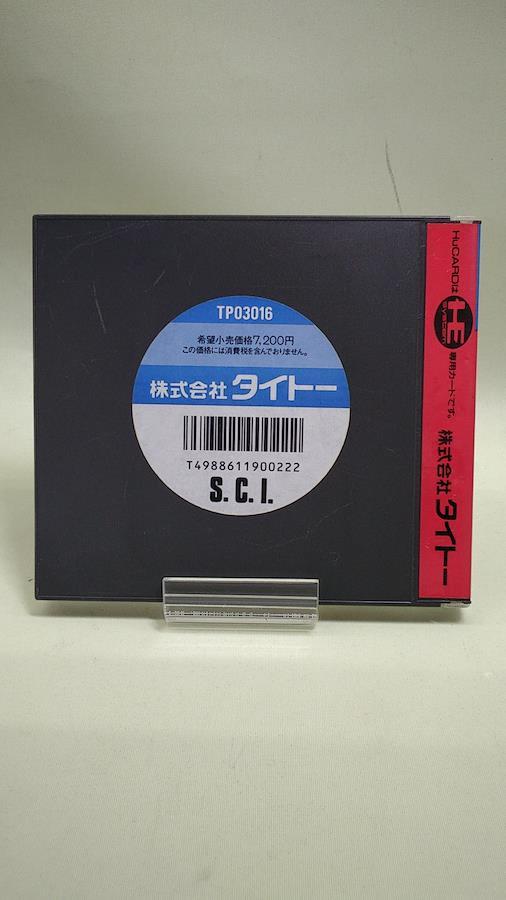 TP03016
希望小売価格7,200円
この価格には消費税を含んでおりません。
株式会社 タイトー
T4988611900222
S.C.I.
HuCARDは
HE
SYSTEM
専用カードです。
株式会社 タイトー